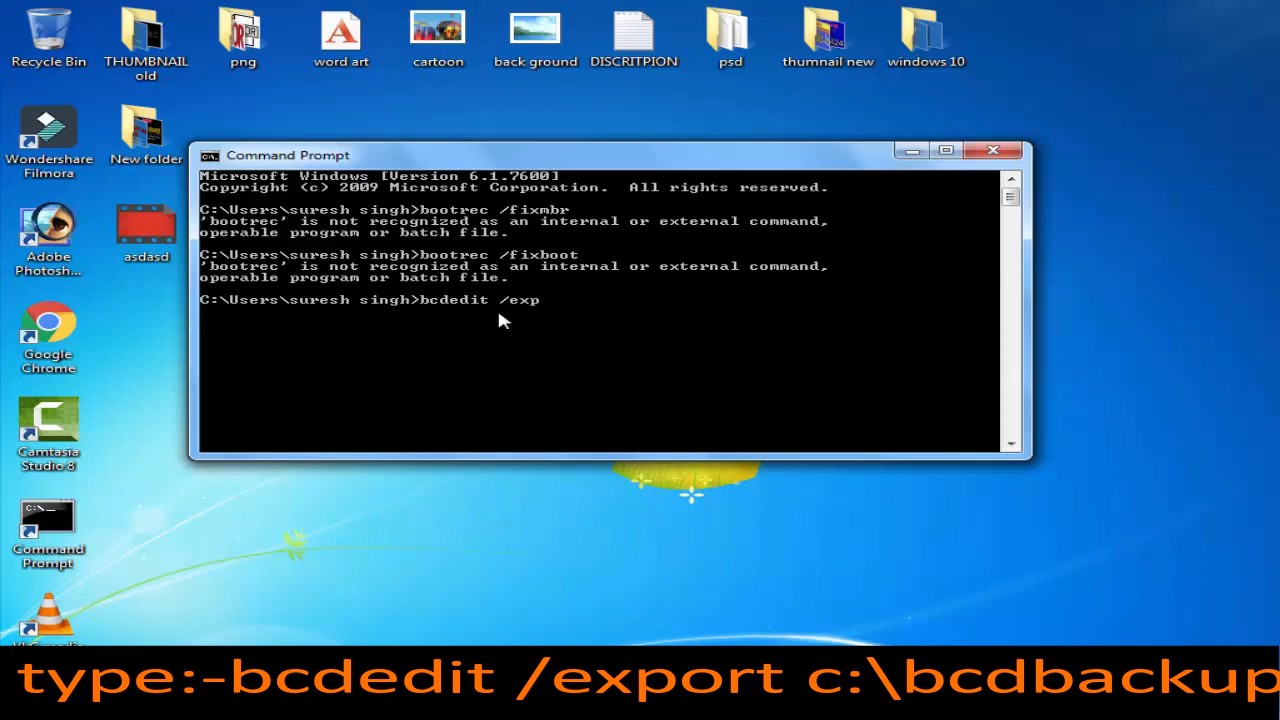 Recycle Bin
THUMBNAIL
old
png
word art
cartoon
back ground
DISCRITPION
psd
thumnail new
windows 10
Wondershare
Filmora
New folder
Adobe
Photosh...
asdasd
Google
Chrome
Camtasia
Studio 8
Command
Prompt
Command Prompt
Microsoft Windows [Version 6.1.7600]
Copyright (c) 2009 Microsoft Corporation.  All rights reserved.
C:\Users\suresh singh>bootrec /fixmbr
'bootrec' is not recognized as an internal or external command,
operable program or batch file.
C:\Users\suresh singh>bootrec /fixboot
'bootrec' is not recognized as an internal or external command,
operable program or batch file.
C:\Users\suresh singh>bcdedit /exp
type:-bcdedit /export c:\bcdbackup